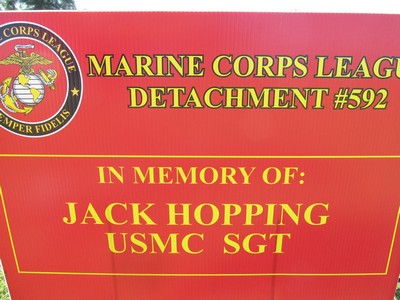 E CORPS LEAGUE
EMPER FIDELIS
MARINE CORPS LEAGU
DETACHMENT #592
IN MEMORY OF:
JACK HOPPING
USMC SGT